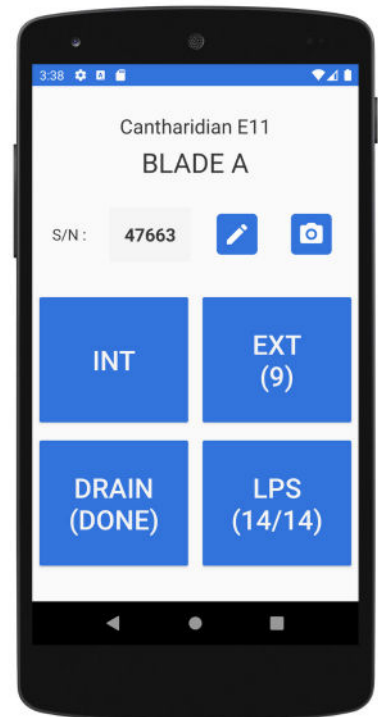 3:38
Cantharidian E11
BLADE A
S/N : 47663
INT
EXT
(9)
DRAIN
(DONE)
LPS
(14/14)